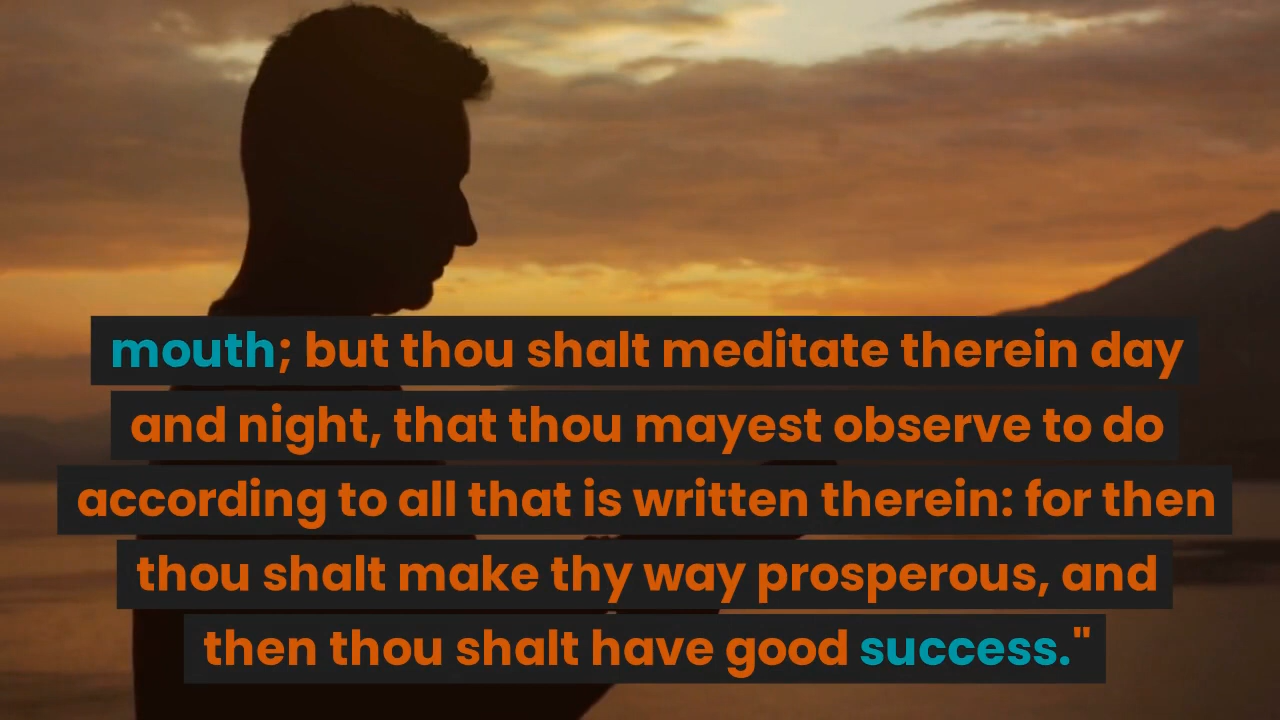 mouth; but thou shalt meditate therein day
and night, that thou mayest observe to do
according to all that is written therein: for then
thou shalt make thy way prosperous, and
then thou shalt have good success."